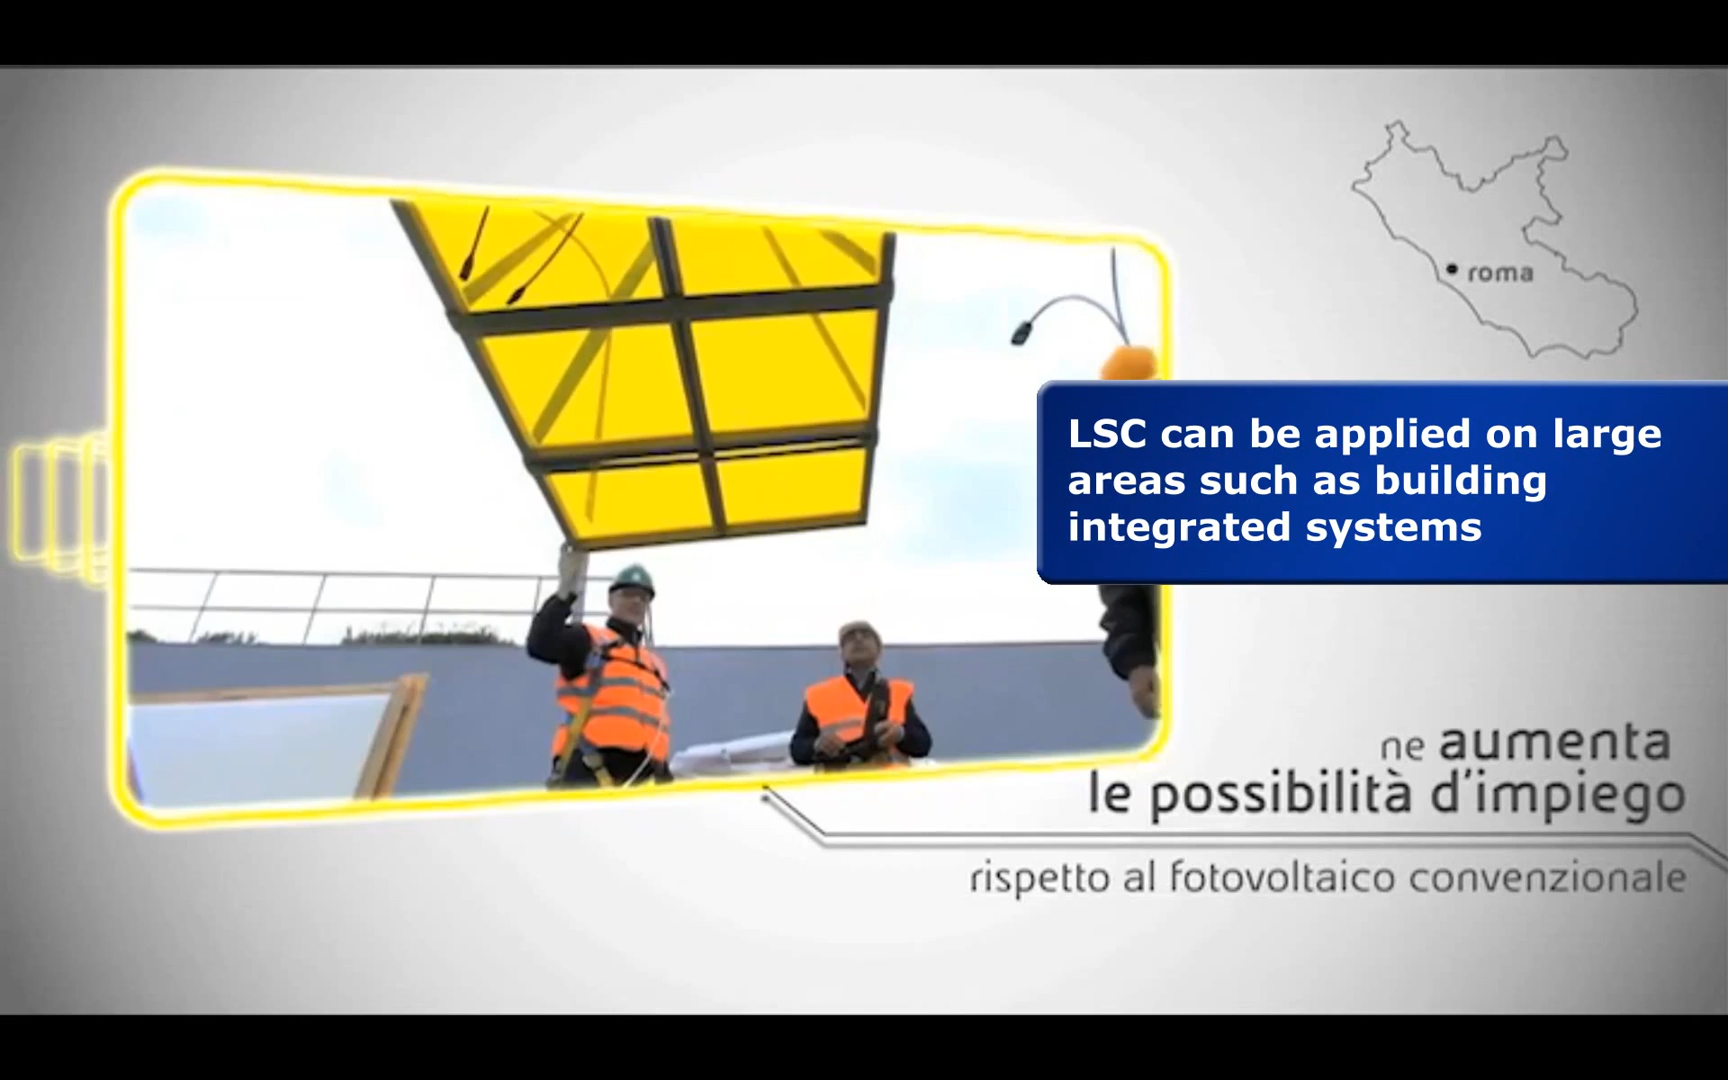 roma
LSC can be applied on large
areas such as building
integrated systems
ne aumenta
le possibilità d'impiego
rispetto al fotovoltaico convenzionale